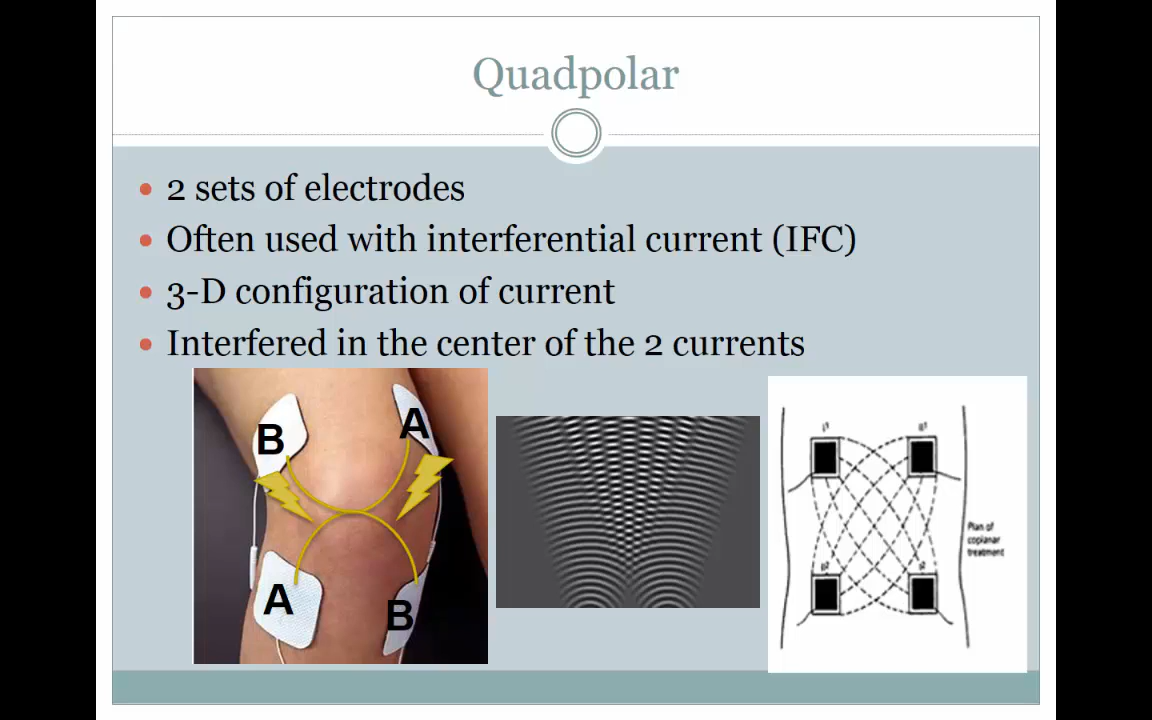 Quadpolar
2 sets of electrodes
Often used with interferential current (IFC)
3-D configuration of current
Interfered in the center of the 2 currents
B
A
A
B
Plan of
coplanar
treatment